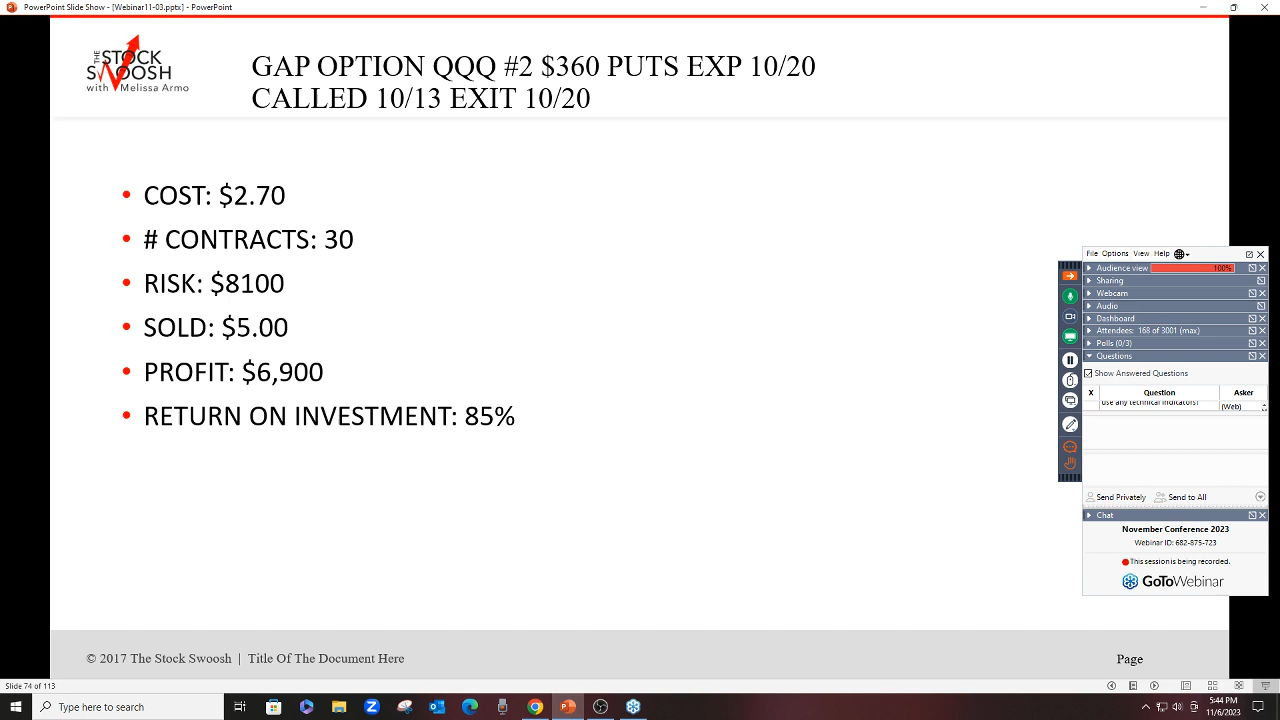 PowerPoint Slide Show - [Webinar11-03.pptx] - PowerPoint
THE STOCK
SWOOSH
with Melissa Armo
GAP OPTION QQQ #2 $360 PUTS EXP 10/20
CALLED 10/13 EXIT 10/20
• COST: $2.70
• # CONTRACTS: 30
• RISK: $8100
• SOLD: $5.00
• PROFIT: $6,900
• RETURN ON INVESTMENT: 85%
File Options View Help
Audience view 100%
Sharing
Webcam
Audio
Dashboard
Attendees: 168 of 3001 (max)
Polls (0/3)
Questions
Show Answered Questions
X Question Asker
use any technical indicators? (Web)
Send Privately Send to All
Chat
November Conference 2023
Webinar ID: 682-875-723
This session is being recorded.
GoToWebinar
© 2017 The Stock Swoosh | Title Of The Document Here
Page
Slide 74 of 113
Type here to search
5:44 PM
11/6/2023